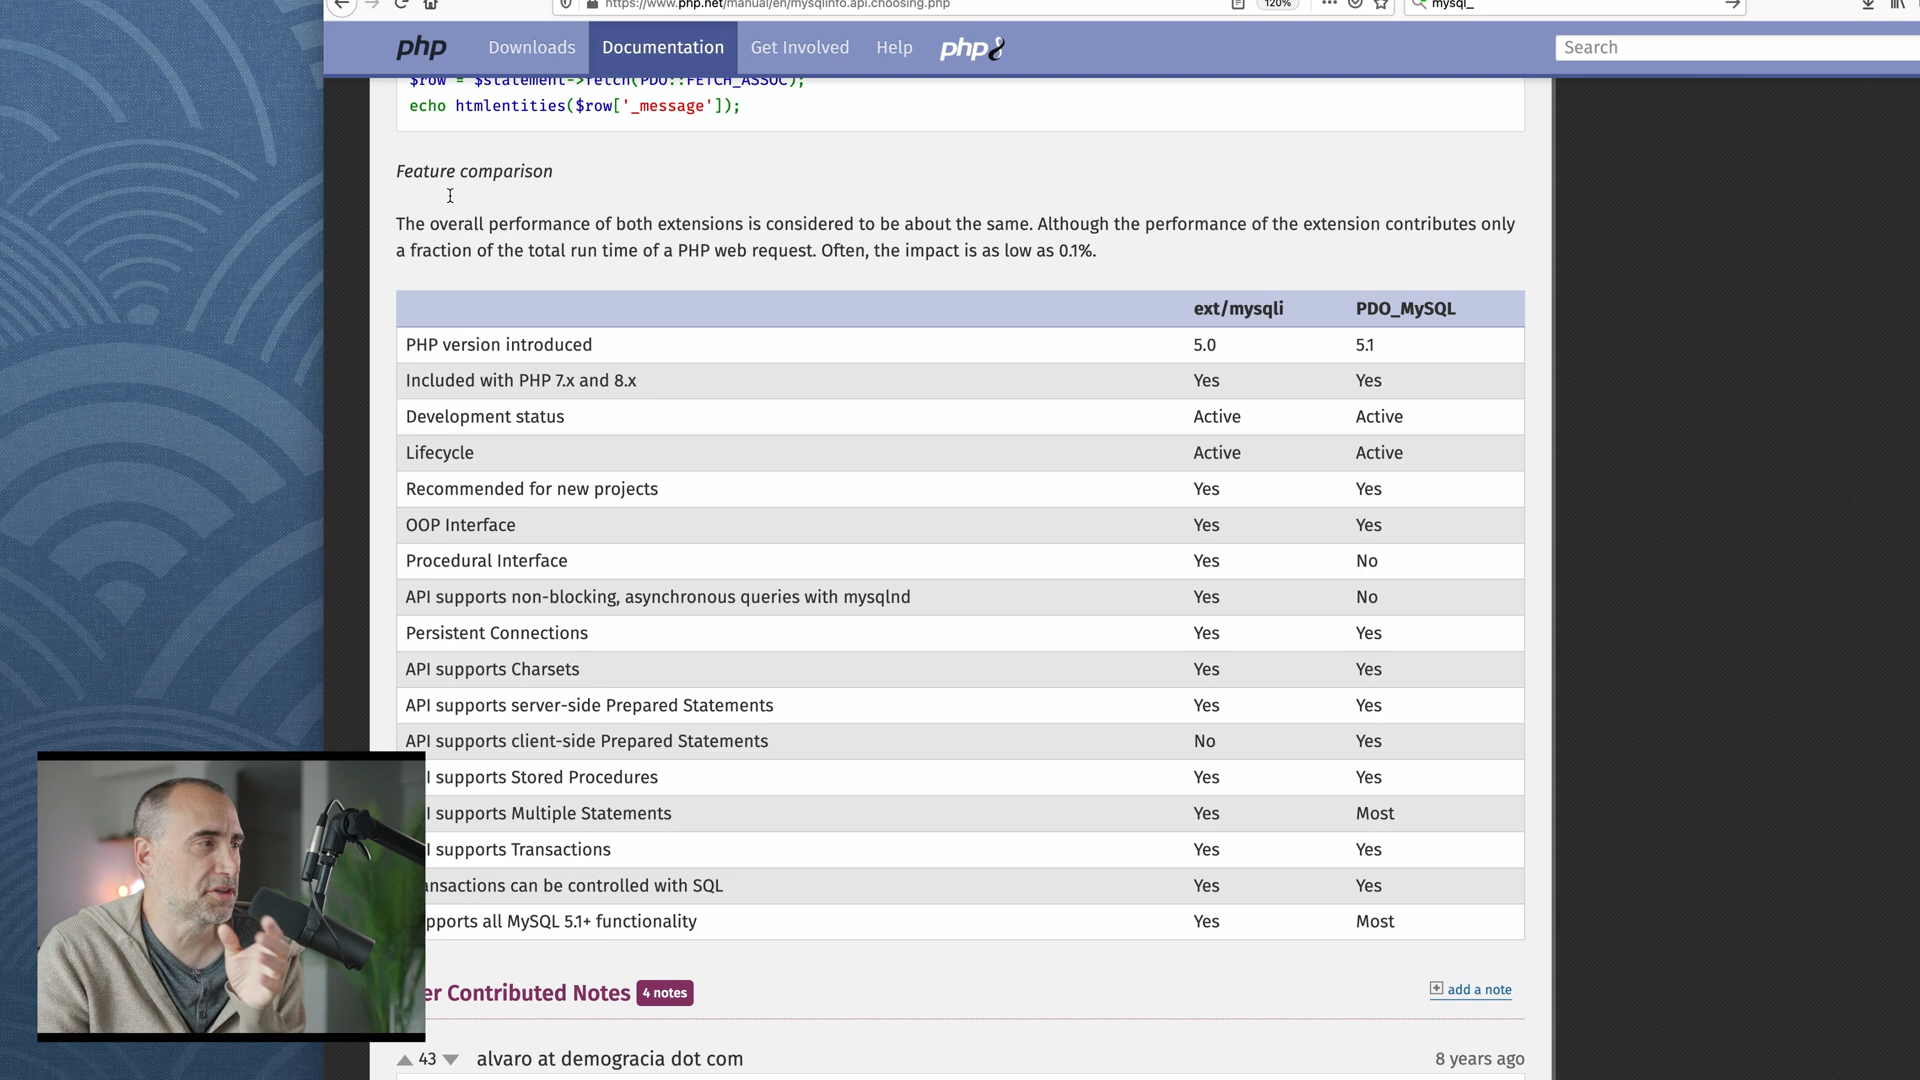 https://www.php.net/manual/en/mysqlinfo.api.choosing.php
120%
mysql_
php
Downloads
Documentation
Get Involved
Help
php8
Search
$row = $statement->fetch(PDO::FETCH_ASSOC);
echo htmlentities($row['_message']);
Feature comparison
The overall performance of both extensions is considered to be about the same. Although the performance of the extension contributes only
a fraction of the total run time of a PHP web request. Often, the impact is as low as 0.1%.
ext/mysqli PDO_MySQL
PHP version introduced 5.0 5.1
Included with PHP 7.x and 8.x Yes Yes
Development status Active Active
Lifecycle Active Active
Recommended for new projects Yes Yes
OOP Interface Yes Yes
Procedural Interface Yes No
API supports non-blocking, asynchronous queries with mysqlnd Yes No
Persistent Connections Yes Yes
API supports Charsets Yes Yes
API supports server-side Prepared Statements Yes Yes
API supports client-side Prepared Statements No Yes
I supports Stored Procedures Yes Yes
I supports Multiple Statements Yes Most
I supports Transactions Yes Yes
ansactions can be controlled with SQL Yes Yes
pports all MySQL 5.1+ functionality Yes Most
er Contributed Notes 4 notes
add a note
43 alvaro at demogracia dot com 8 years ago